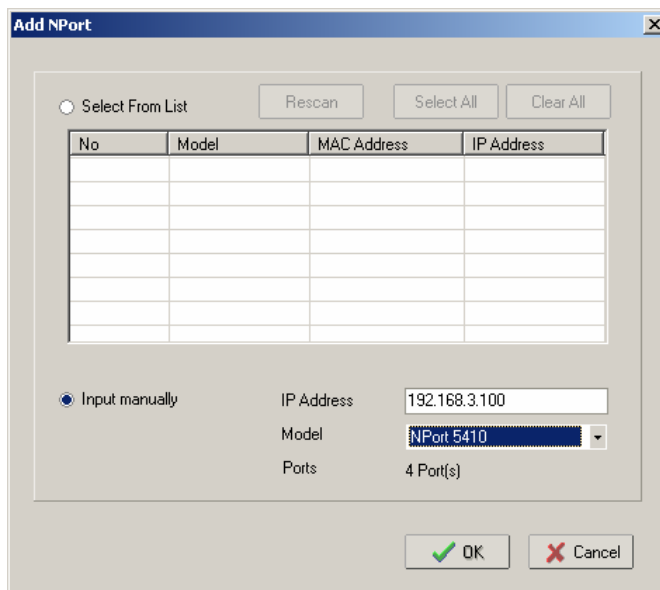 Add NPort
Select From List Rescan Select All Clear All
No Model MAC Address IP Address
Input manually IP Address 192.168.3.100
Model NPort 5410
Ports 4 Port(s)
OK Cancel